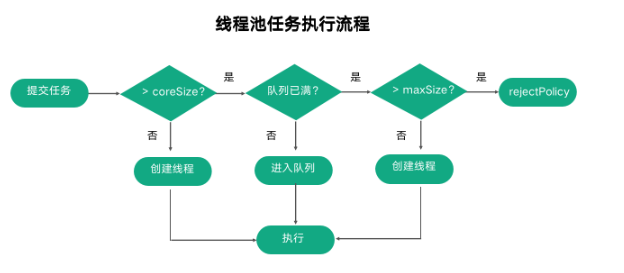 线程池任务执行流程
是
是
是
提交任务
> coreSize?
队列已满?
> maxSize?
rejectPolicy
否
否
否
创建线程
进入队列
创建线程
执行